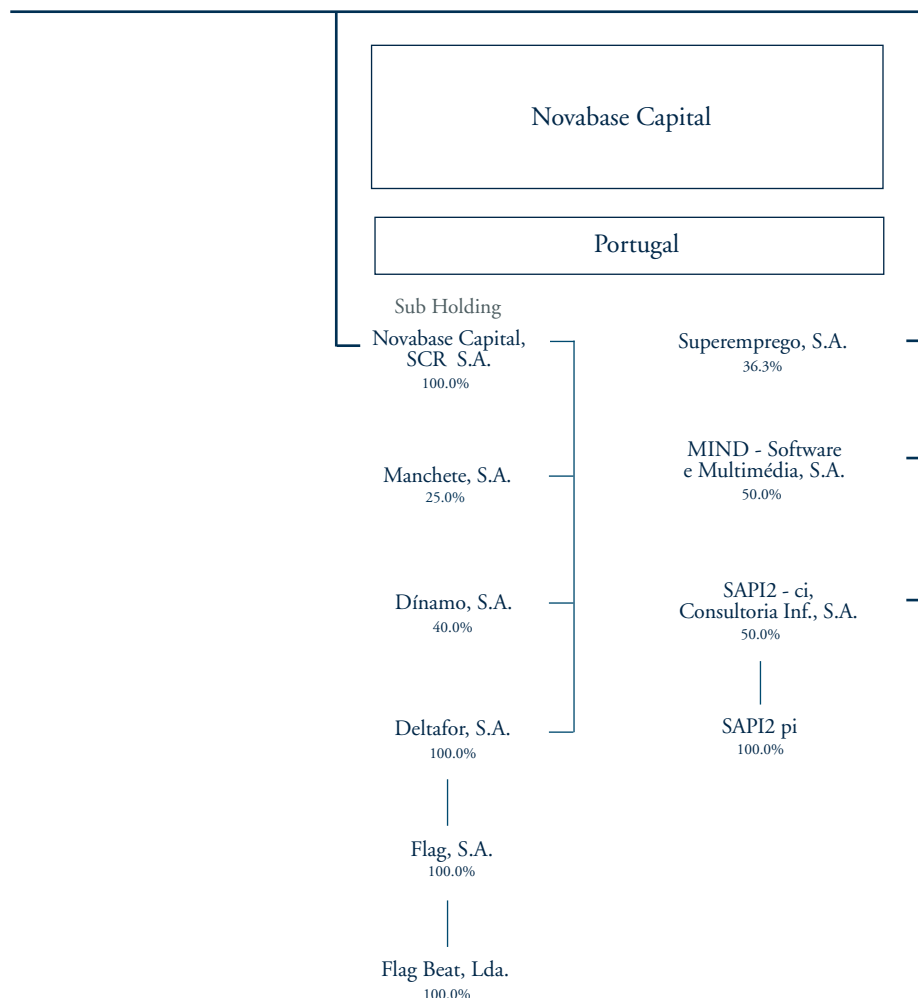 Novabase Capital
Portugal
Sub Holding
Novabase Capital,
SCR S.A.
100.0%
Manchete, S.A.
25.0%
Dínamo, S.A.
40.0%
Deltafor, S.A.
100.0%
Flag, S.A.
100.0%
Flag Beat, Lda.
100.0%
Superemprego, S.A.
36.3%
MIND - Software
e Multimédia, S.A.
50.0%
SAPI2 - ci,
Consultoria Inf., S.A.
50.0%
SAPI2 pi
100.0%